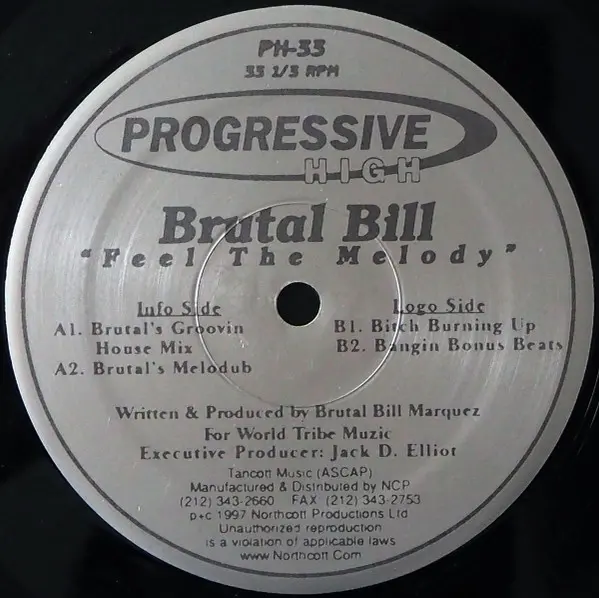 PH-33
33 1/3 RPM
PROGRESSIVE
HIGH
Brutal Bill
"Feel The Melody"
Info Side
A1. Brutal's Groovin
House Mix
A2. Brutal's Melodub
Logo Side
B1. Bitch Burning Up
B2. Bangin Bonus Beats
Written & Produced by Brutal Bill Marquez
For World Tribe Muzic
Executive Producer: Jack D. Elliot
Tancott Music (ASCAP)
Manufactured & Distributed by NCP
(212) 343-2660 FAX (212) 343-2753
p+c 1997 Northcott Productions Ltd
Unauthorized reproduction
is a violation of applicable laws
www.Northcott.Com